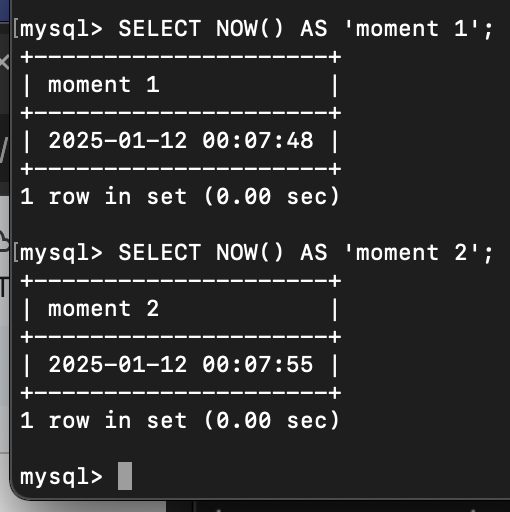 mysql> SELECT NOW() AS 'moment 1';
+---------------------+
| moment 1            |
+---------------------+
| 2025-01-12 00:07:48 |
+---------------------+
1 row in set (0.00 sec)

mysql> SELECT NOW() AS 'moment 2';
+---------------------+
| moment 2            |
+---------------------+
| 2025-01-12 00:07:55 |
+---------------------+
1 row in set (0.00 sec)

mysql>